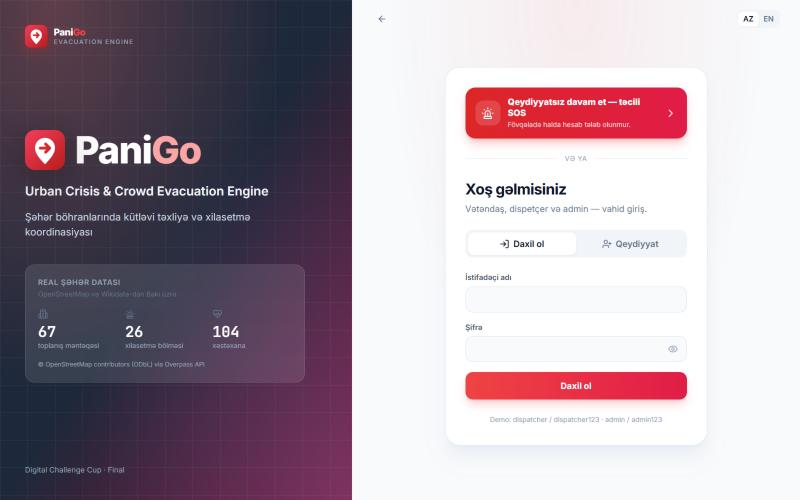 PaniGo
EVACUATION ENGINE
PaniGo
Urban Crisis & Crowd Evacuation Engine
Şəhər böhranlarında kütləvi təxliyə və xilasetmə
koordinasiyası
REAL ŞƏHƏR DATASI
OpenStreetMap və Wikidata-dan Bakı üzrə
67
26
104
toplanış məntəqəsi
xilasetmə bölməsi
xəstəxana
© OpenStreetMap contributors (ODbL) via Overpass API
Digital Challenge Cup · Final
AZ EN
Qeydiyyatsız davam et — təcili
SOS
Fövqəladə halda hesab tələb olunmur.
VƏ YA
Xoş gəlmisiniz
Vətəndaş, dispetçer və admin — vahid giriş.
Daxil ol
Qeydiyyat
İstifadəçi adı
Şifrə
Daxil ol
Demo: dispatcher / dispatcher123 · admin / admin123